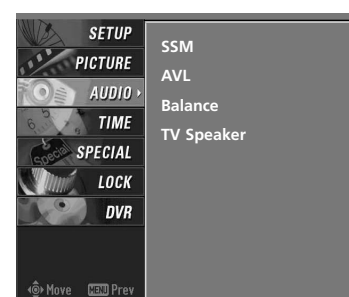 SETUP
PICTURE
AUDIO
TIME
SPECIAL
LOCK
DVR
Move MENU Prev
SSM
AVL
Balance
TV Speaker